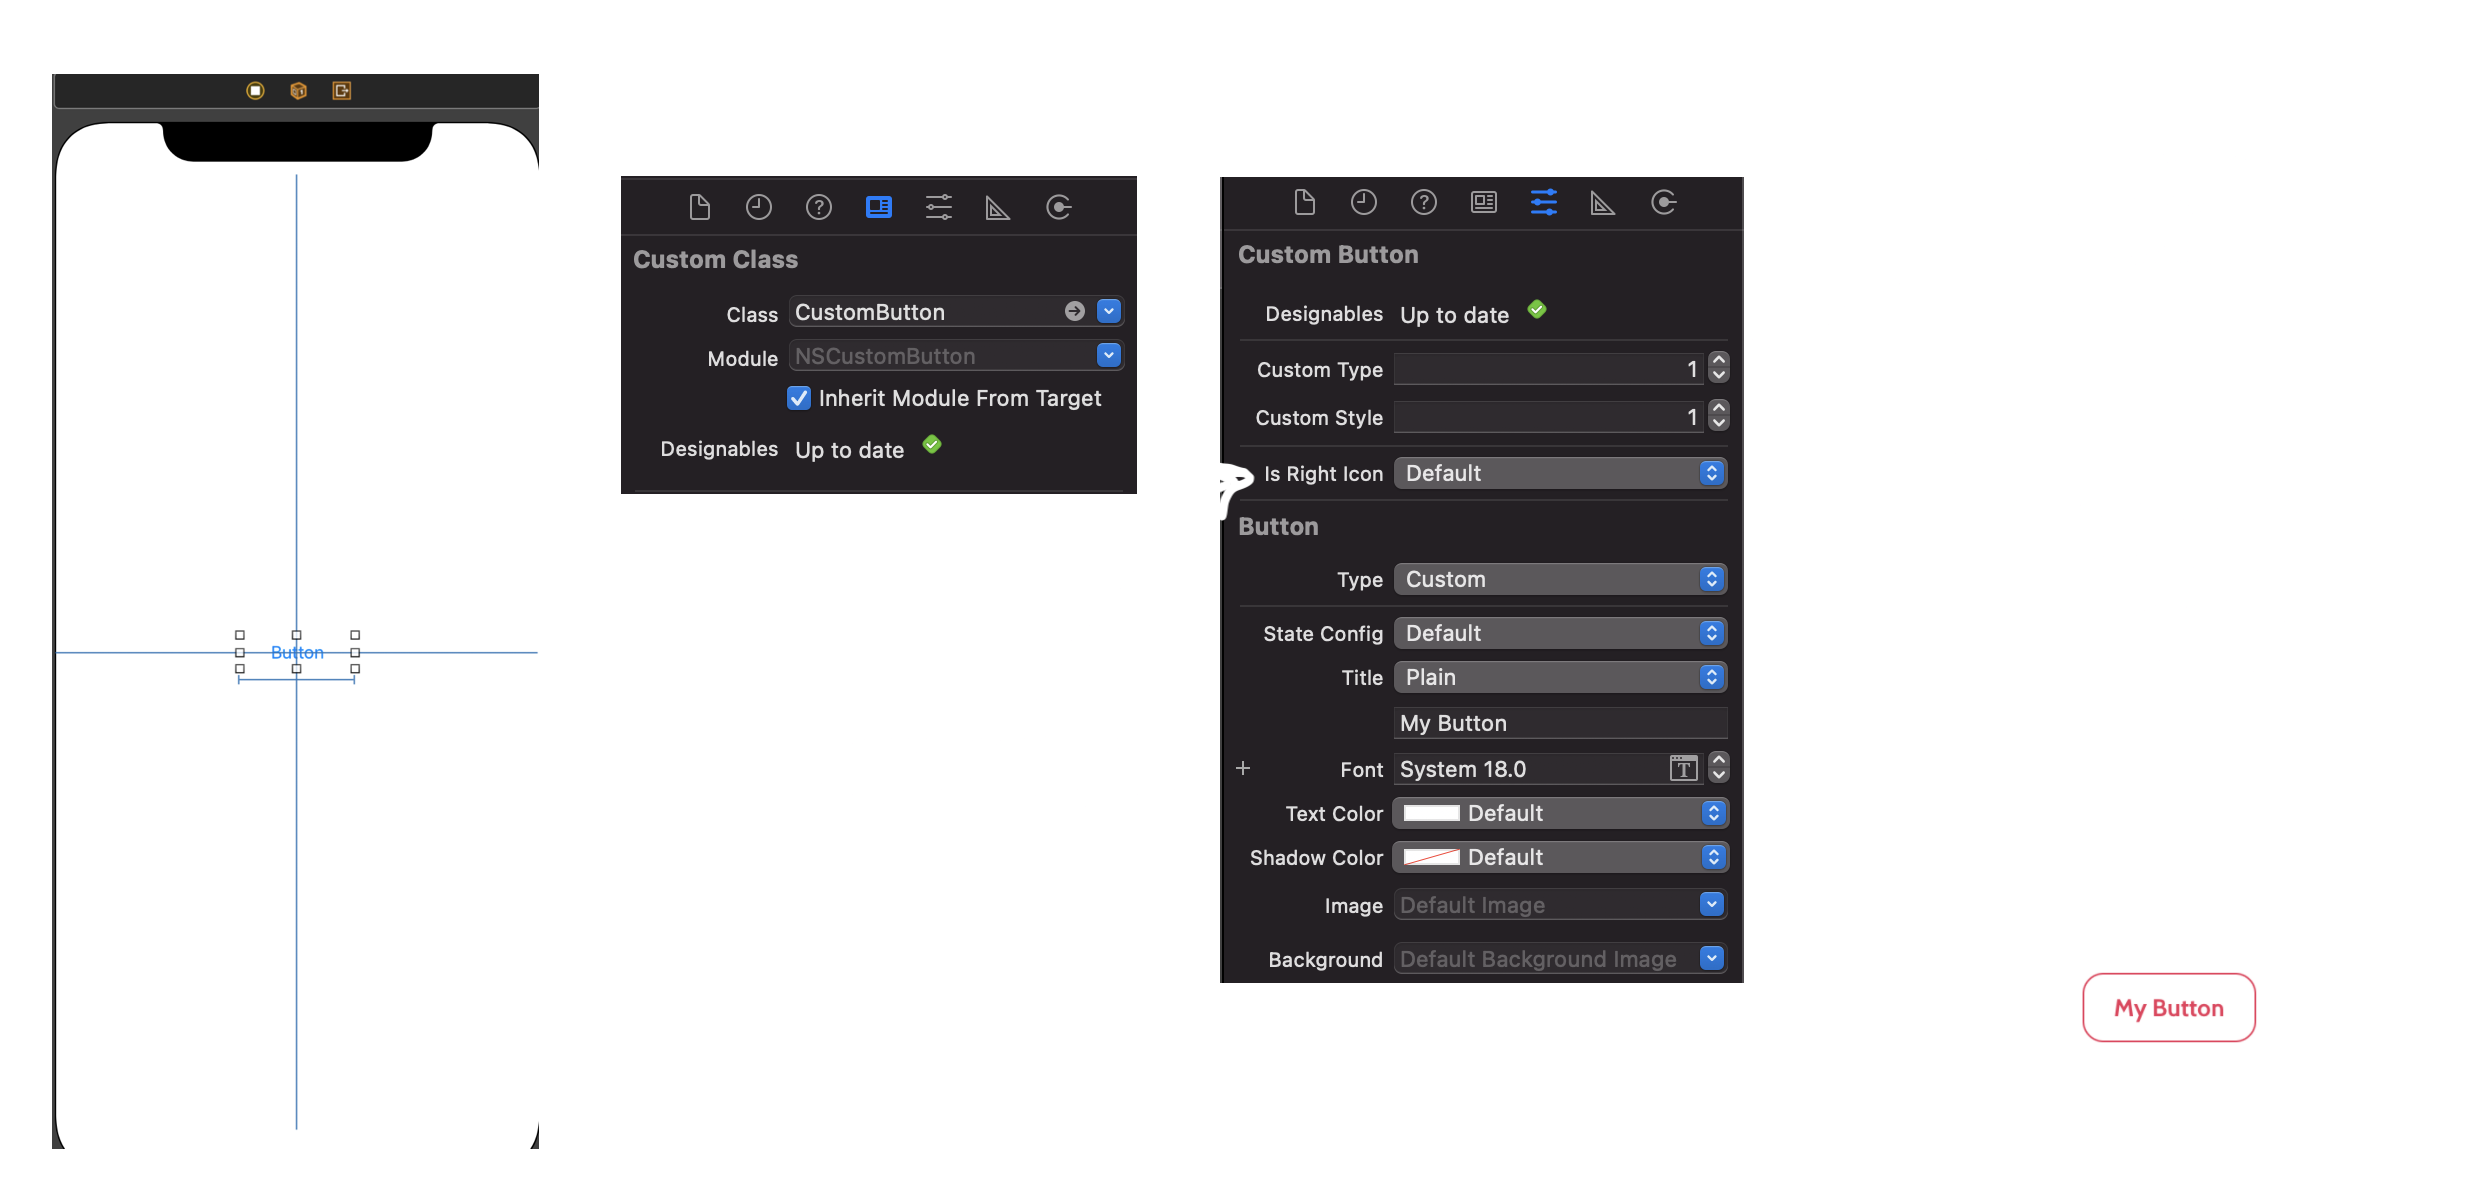 Button
Custom Class
Class CustomButton
Module NSCustomButton
Inherit Module From Target
Designables Up to date
Custom Button
Designables Up to date
Custom Type 1
Custom Style 1
Is Right Icon Default
Button
Type Custom
State Config Default
Title Plain
My Button
Font System 18.0 T
Text Color Default
Shadow Color Default
Image Default Image
Background Default Background Image
My Button